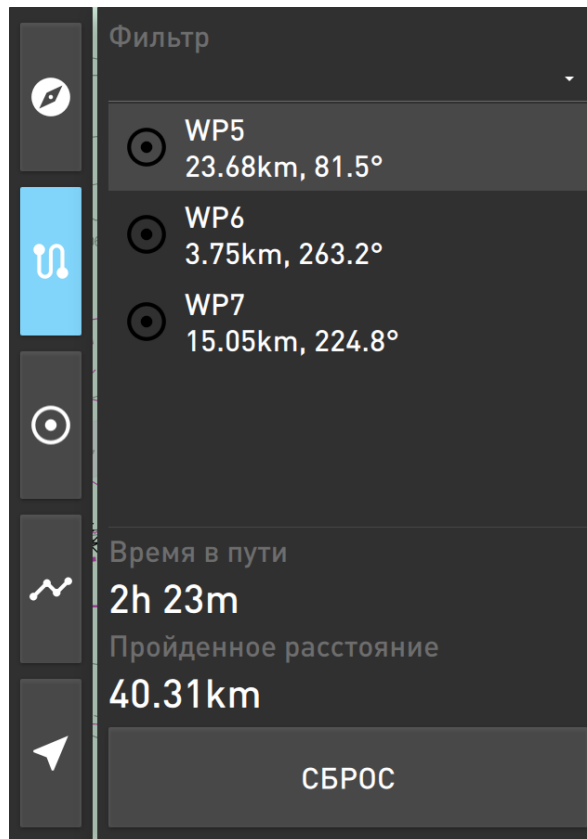 Фильтр
WP5
23.68km, 81.5°
WP6
3.75km, 263.2°
WP7
15.05km, 224.8°
Время в пути
2h 23m
Пройденное расстояние
40.31km
СБРОС